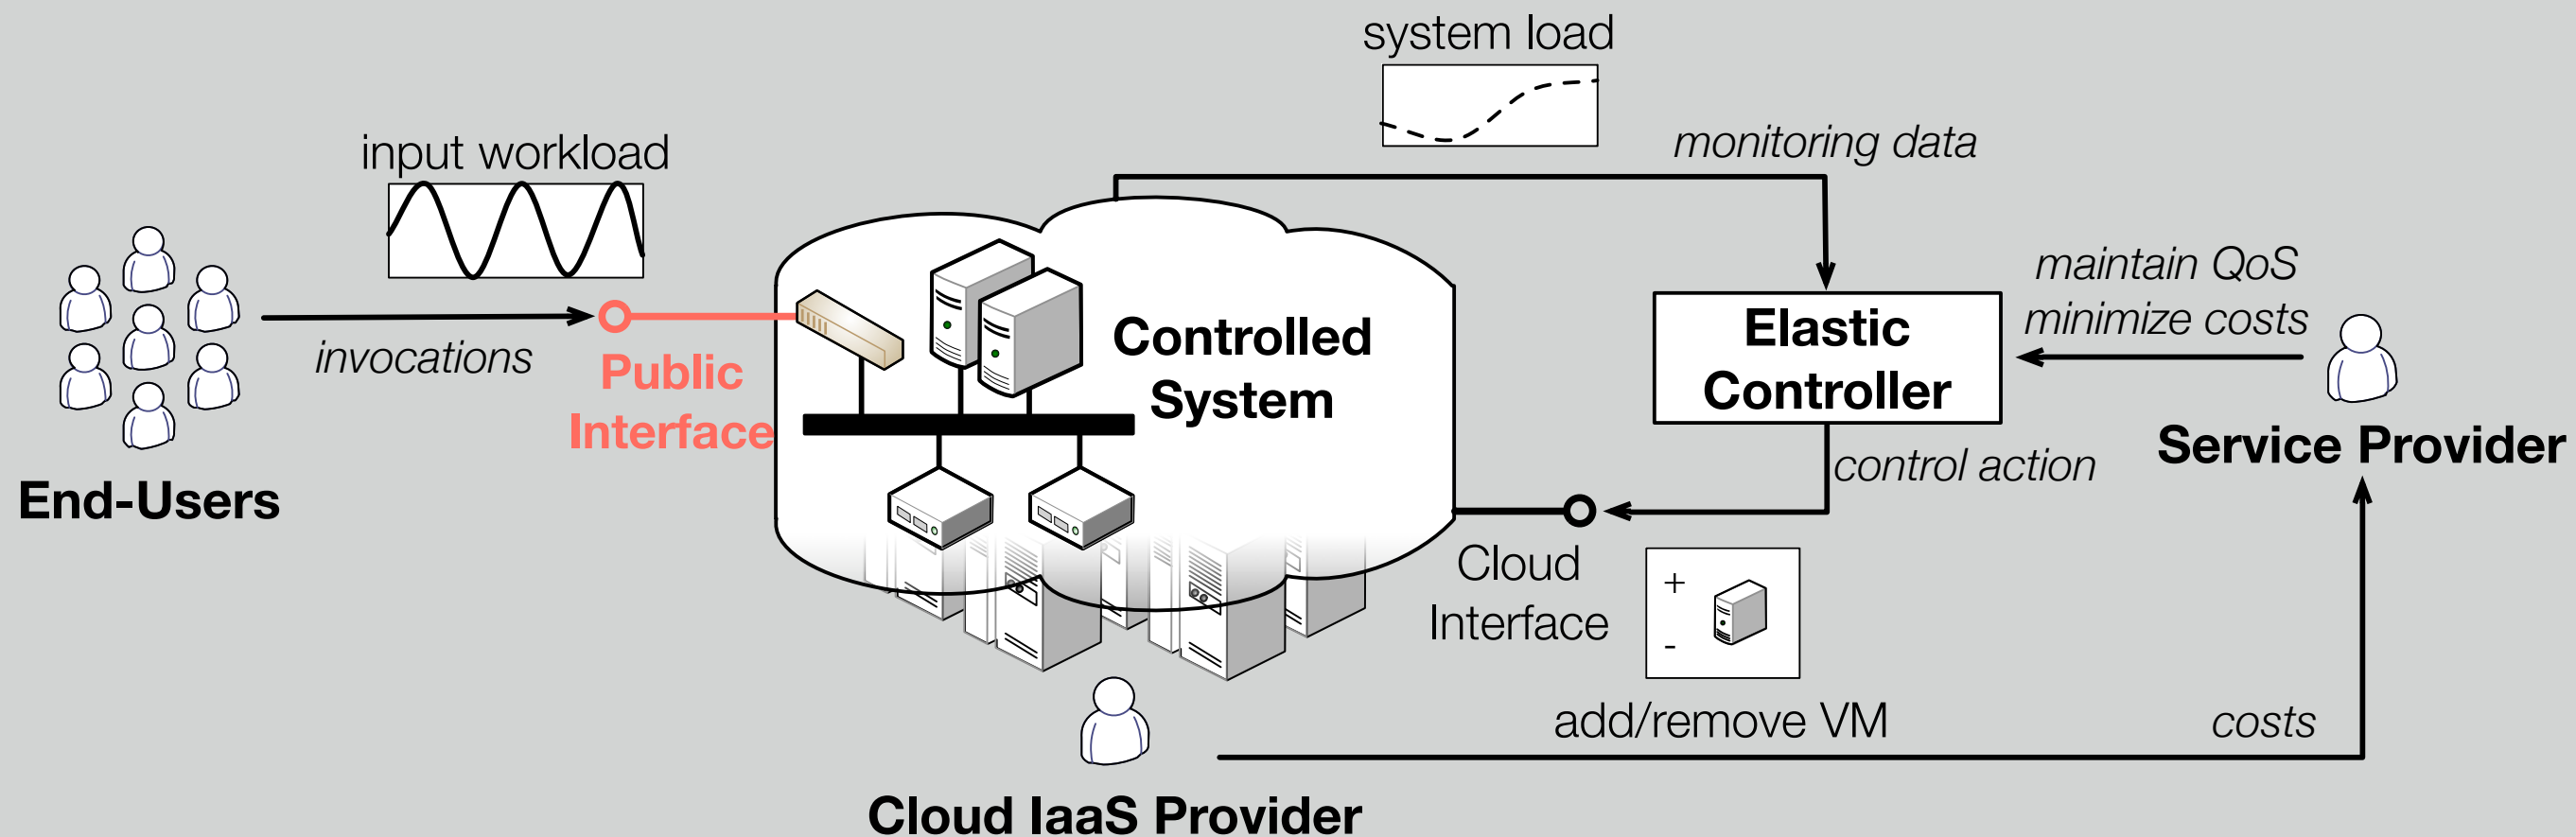 system load
monitoring data
input workload
invocations
Public
Interface
End-Users
Controlled
System
Elastic
Controller
maintain QoS
minimize costs
Service Provider
control action
Cloud
Interface
+
-
add/remove VM
costs
Cloud IaaS Provider